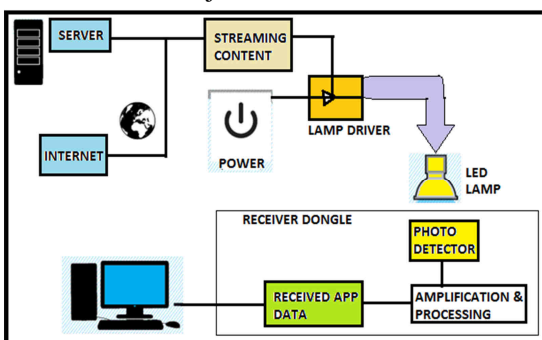 SERVER
STREAMING
CONTENT
INTERNET
POWER
LAMP DRIVER
LED
LAMP
RECEIVER DONGLE
PHOTO
DETECTOR
RECEIVED APP
DATA
AMPLIFICATION &
PROCESSING